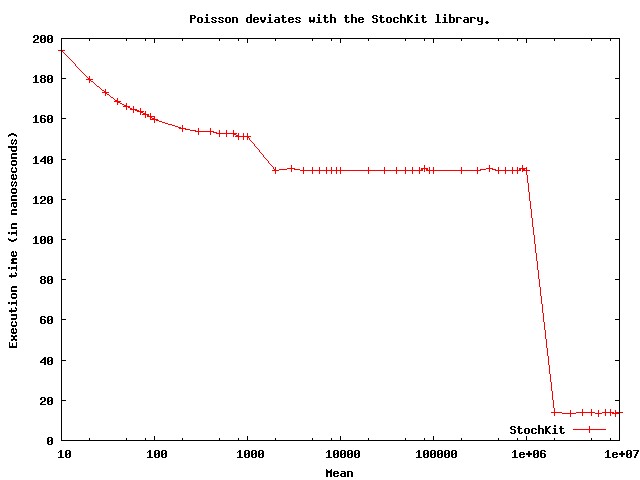 Poisson deviates with the StochKit library.
200
180
160
140
120
100
80
60
40
20
0
Execution time (in nanoseconds)
StochKit
10 100 1000 10000 100000 1e+06 1e+07
Mean